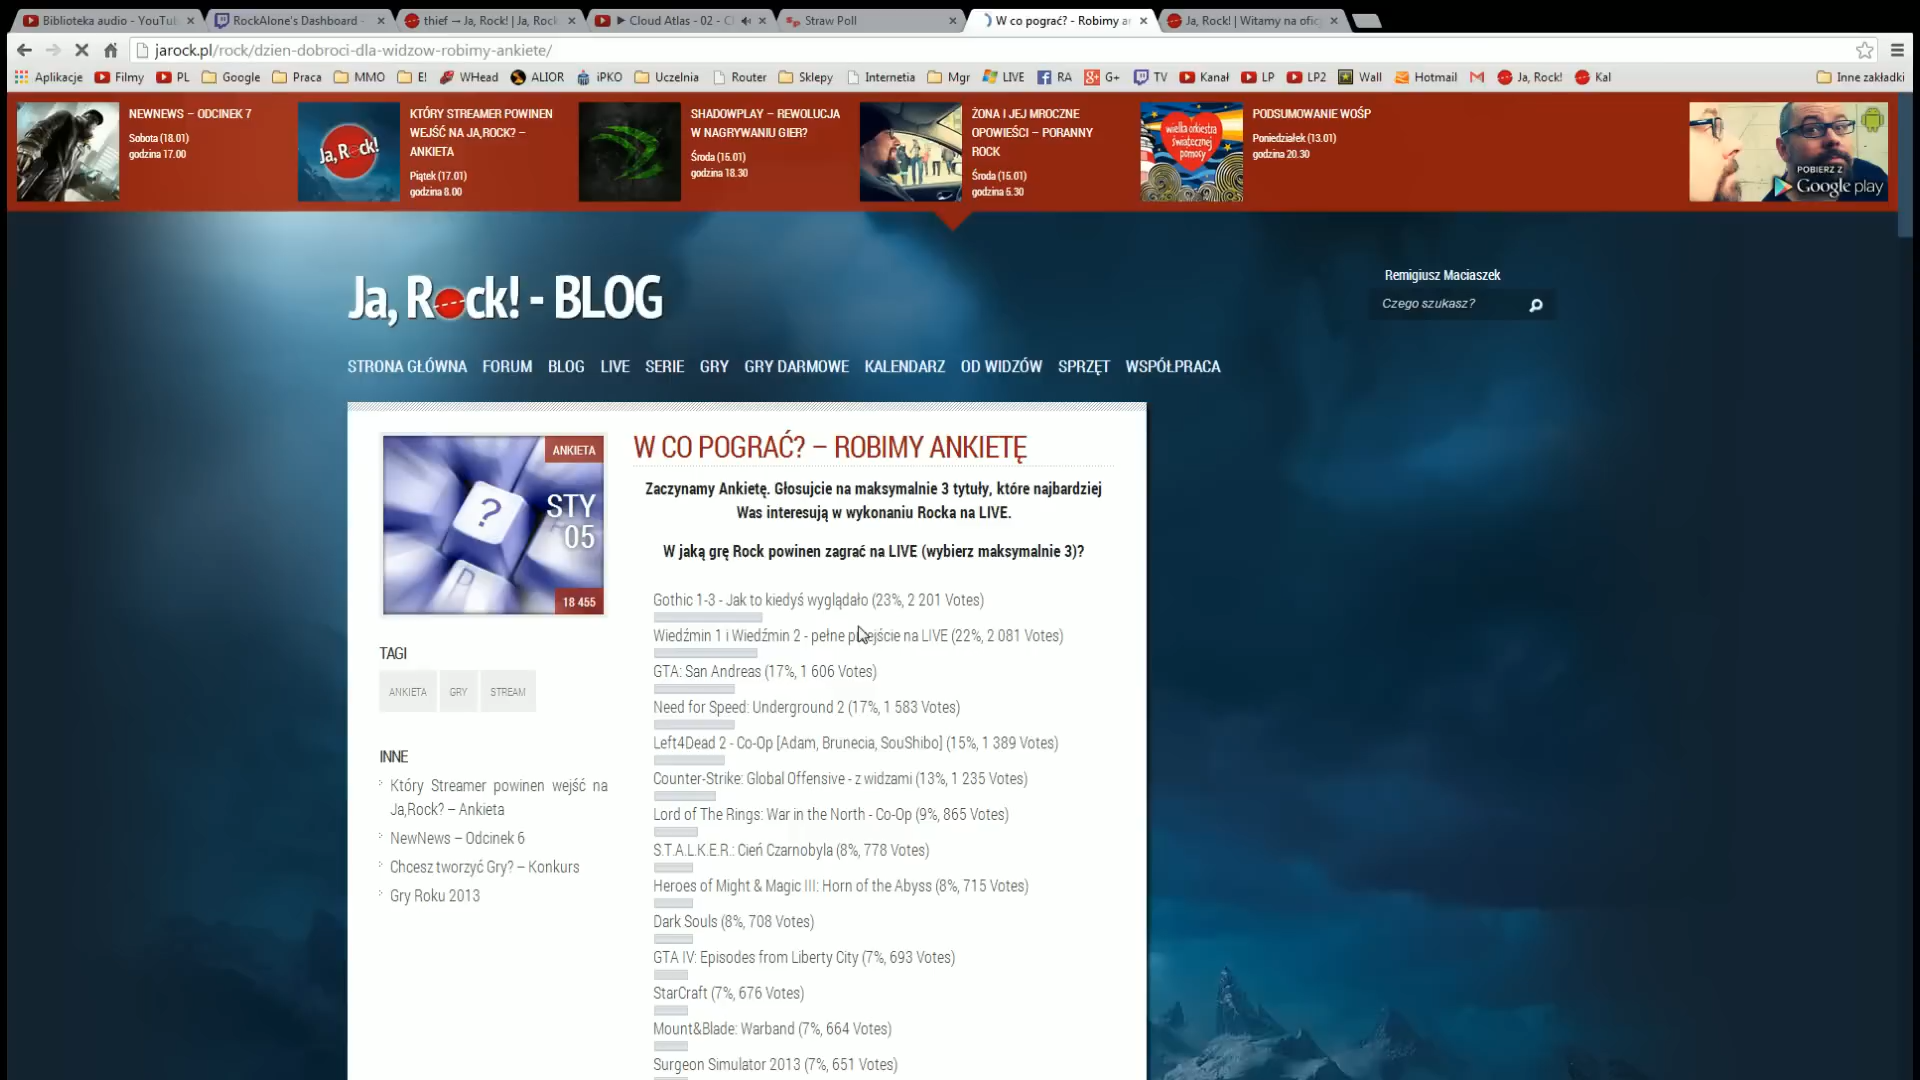 Biblioteka audio - YouTu
RockAlone's Dashboard -
thief → Ja, Rock! | Ja, Rock
Cloud Atlas - 02 - Cl
Straw Poll
W co pograć? - Robimy an
Ja, Rock! | Witamy na ofic
jarock.pl/rock/dzien-dobroci-dla-widzow-robimy-ankiete/
Aplikacje Filmy PL Google Praca MMO E! WHead ALIOR iPKO Uczelnia Router Sklepy Internetia Mgr LIVE RA G+ TV Kanał LP LP2 Wall Hotmail Ja, Rock! Kal Inne zakładki
NEWNEWS – ODCINEK 7
Sobota (18.01)
godzina 17.00
Ja, Rock!
KTÓRY STREAMER POWINEN
WEJŚĆ NA JA,ROCK? –
ANKIETA
Piątek (17.01)
godzina 8.00
SHADOWPLAY – REWOLUCJA
W NAGRYWANIU GIER?
Środa (15.01)
godzina 18.30
ŻONA I JEJ MROCZNE
OPOWIEŚCI – PORANNY
ROCK
Środa (15.01)
godzina 5.30
wielka orkiestra
świątecznej
pomocy
PODSUMOWANIE WOŚP
Poniedziałek (13.01)
godzina 20.30
POBIERZ Z
Google play
Ja, Rock! - BLOG
Remigiusz Maciaszek
Czego szukasz?
STRONA GŁÓWNA FORUM BLOG LIVE SERIE GRY GRY DARMOWE KALENDARZ OD WIDZÓW SPRZĘT WSPÓŁPRACA
ANKIETA
?
STY
05
18 455
W CO POGRAĆ? – ROBIMY ANKIETĘ
Zaczynamy Ankietę. Głosujcie na maksymalnie 3 tytuły, które najbardziej
Was interesują w wykonaniu Rocka na LIVE.
W jaką grę Rock powinen zagrać na LIVE (wybierz maksymalnie 3)?
Gothic 1-3 - Jak to kiedyś wyglądało (23%, 2 201 Votes)
Wiedźmin 1 i Wiedźmin 2 - pełne przejście na LIVE (22%, 2 081 Votes)
GTA: San Andreas (17%, 1 606 Votes)
Need for Speed: Underground 2 (17%, 1 583 Votes)
Left4Dead 2 - Co-Op [Adam, Brunecia, SouShibo] (15%, 1 389 Votes)
Counter-Strike: Global Offensive - z widzami (13%, 1 235 Votes)
Lord of The Rings: War in the North - Co-Op (9%, 865 Votes)
S.T.A.L.K.E.R.: Cień Czarnobyla (8%, 778 Votes)
Heroes of Might & Magic III: Horn of the Abyss (8%, 715 Votes)
Dark Souls (8%, 708 Votes)
GTA IV: Episodes from Liberty City (7%, 693 Votes)
StarCraft (7%, 676 Votes)
Mount&Blade: Warband (7%, 664 Votes)
Surgeon Simulator 2013 (7%, 651 Votes)
TAGI
ANKIETA GRY STREAM
INNE
Który Streamer powinen wejść na
Ja,Rock? – Ankieta
NewNews – Odcinek 6
Chcesz tworzyć Gry? – Konkurs
Gry Roku 2013